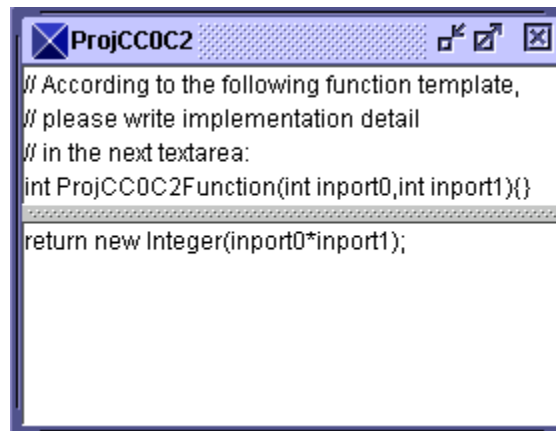 ProjCC0C2
// According to the following function template,
// please write implementation detail
// in the next textarea:
int ProjCC0C2Function(int inport0,int inport1){}
return new Integer(inport0*inport1);